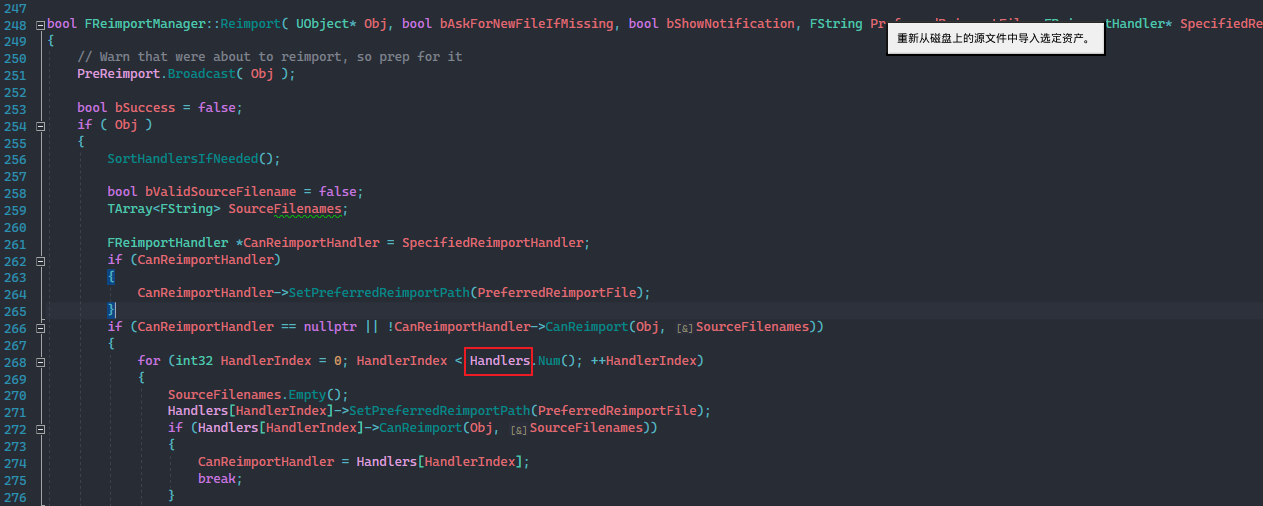 247
248 bool FReimportManager::Reimport( UObject* Obj, bool bAskForNewFileIfMissing, bool bShowNotification, FString FReimportHandler* SpecifiedRe
重新从磁盘上的源文件中导入选定资产。
249 {
250 // Warn that were about to reimport, so prep for it
251 PreReimport.Broadcast( Obj );
252
253 bool bSuccess = false;
254 if ( Obj )
255 {
256 SortHandlersIfNeeded();
257
258 bool bValidSourceFilename = false;
259 TArray<FString> SourceFilenames;
260
261 FReimportHandler *CanReimportHandler = SpecifiedReimportHandler;
262 if (CanReimportHandler)
263 {
264 CanReimportHandler->SetPreferredReimportPath(PreferredReimportFile);
265 }
266 if (CanReimportHandler == nullptr || !CanReimportHandler->CanReimport(Obj, [&]SourceFilenames))
267 {
268 for (int32 HandlerIndex = 0; HandlerIndex < Handlers.Num(); ++HandlerIndex)
269 {
270 SourceFilenames.Empty();
271 Handlers[HandlerIndex]->SetPreferredReimportPath(PreferredReimportFile);
272 if (Handlers[HandlerIndex]->CanReimport(Obj, [&]SourceFilenames))
273 {
274 CanReimportHandler = Handlers[HandlerIndex];
275 break;
276 }